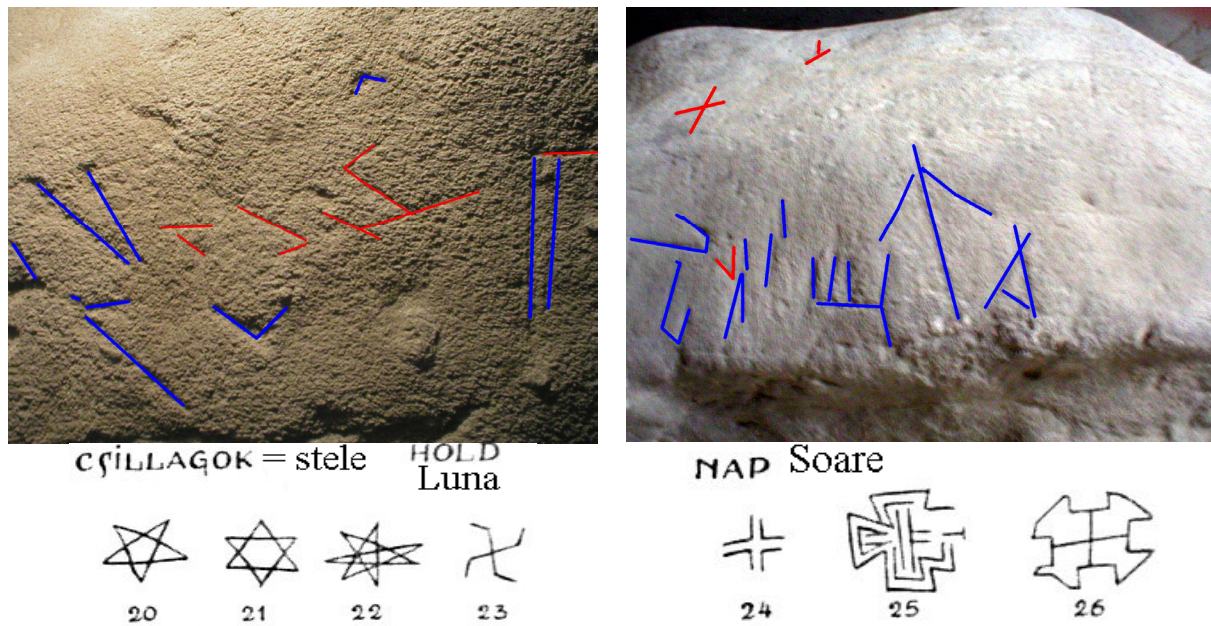 CSILLAGOK = stele
HOLD
Luna
NAP Soare
20 21 22 23
24 25 26